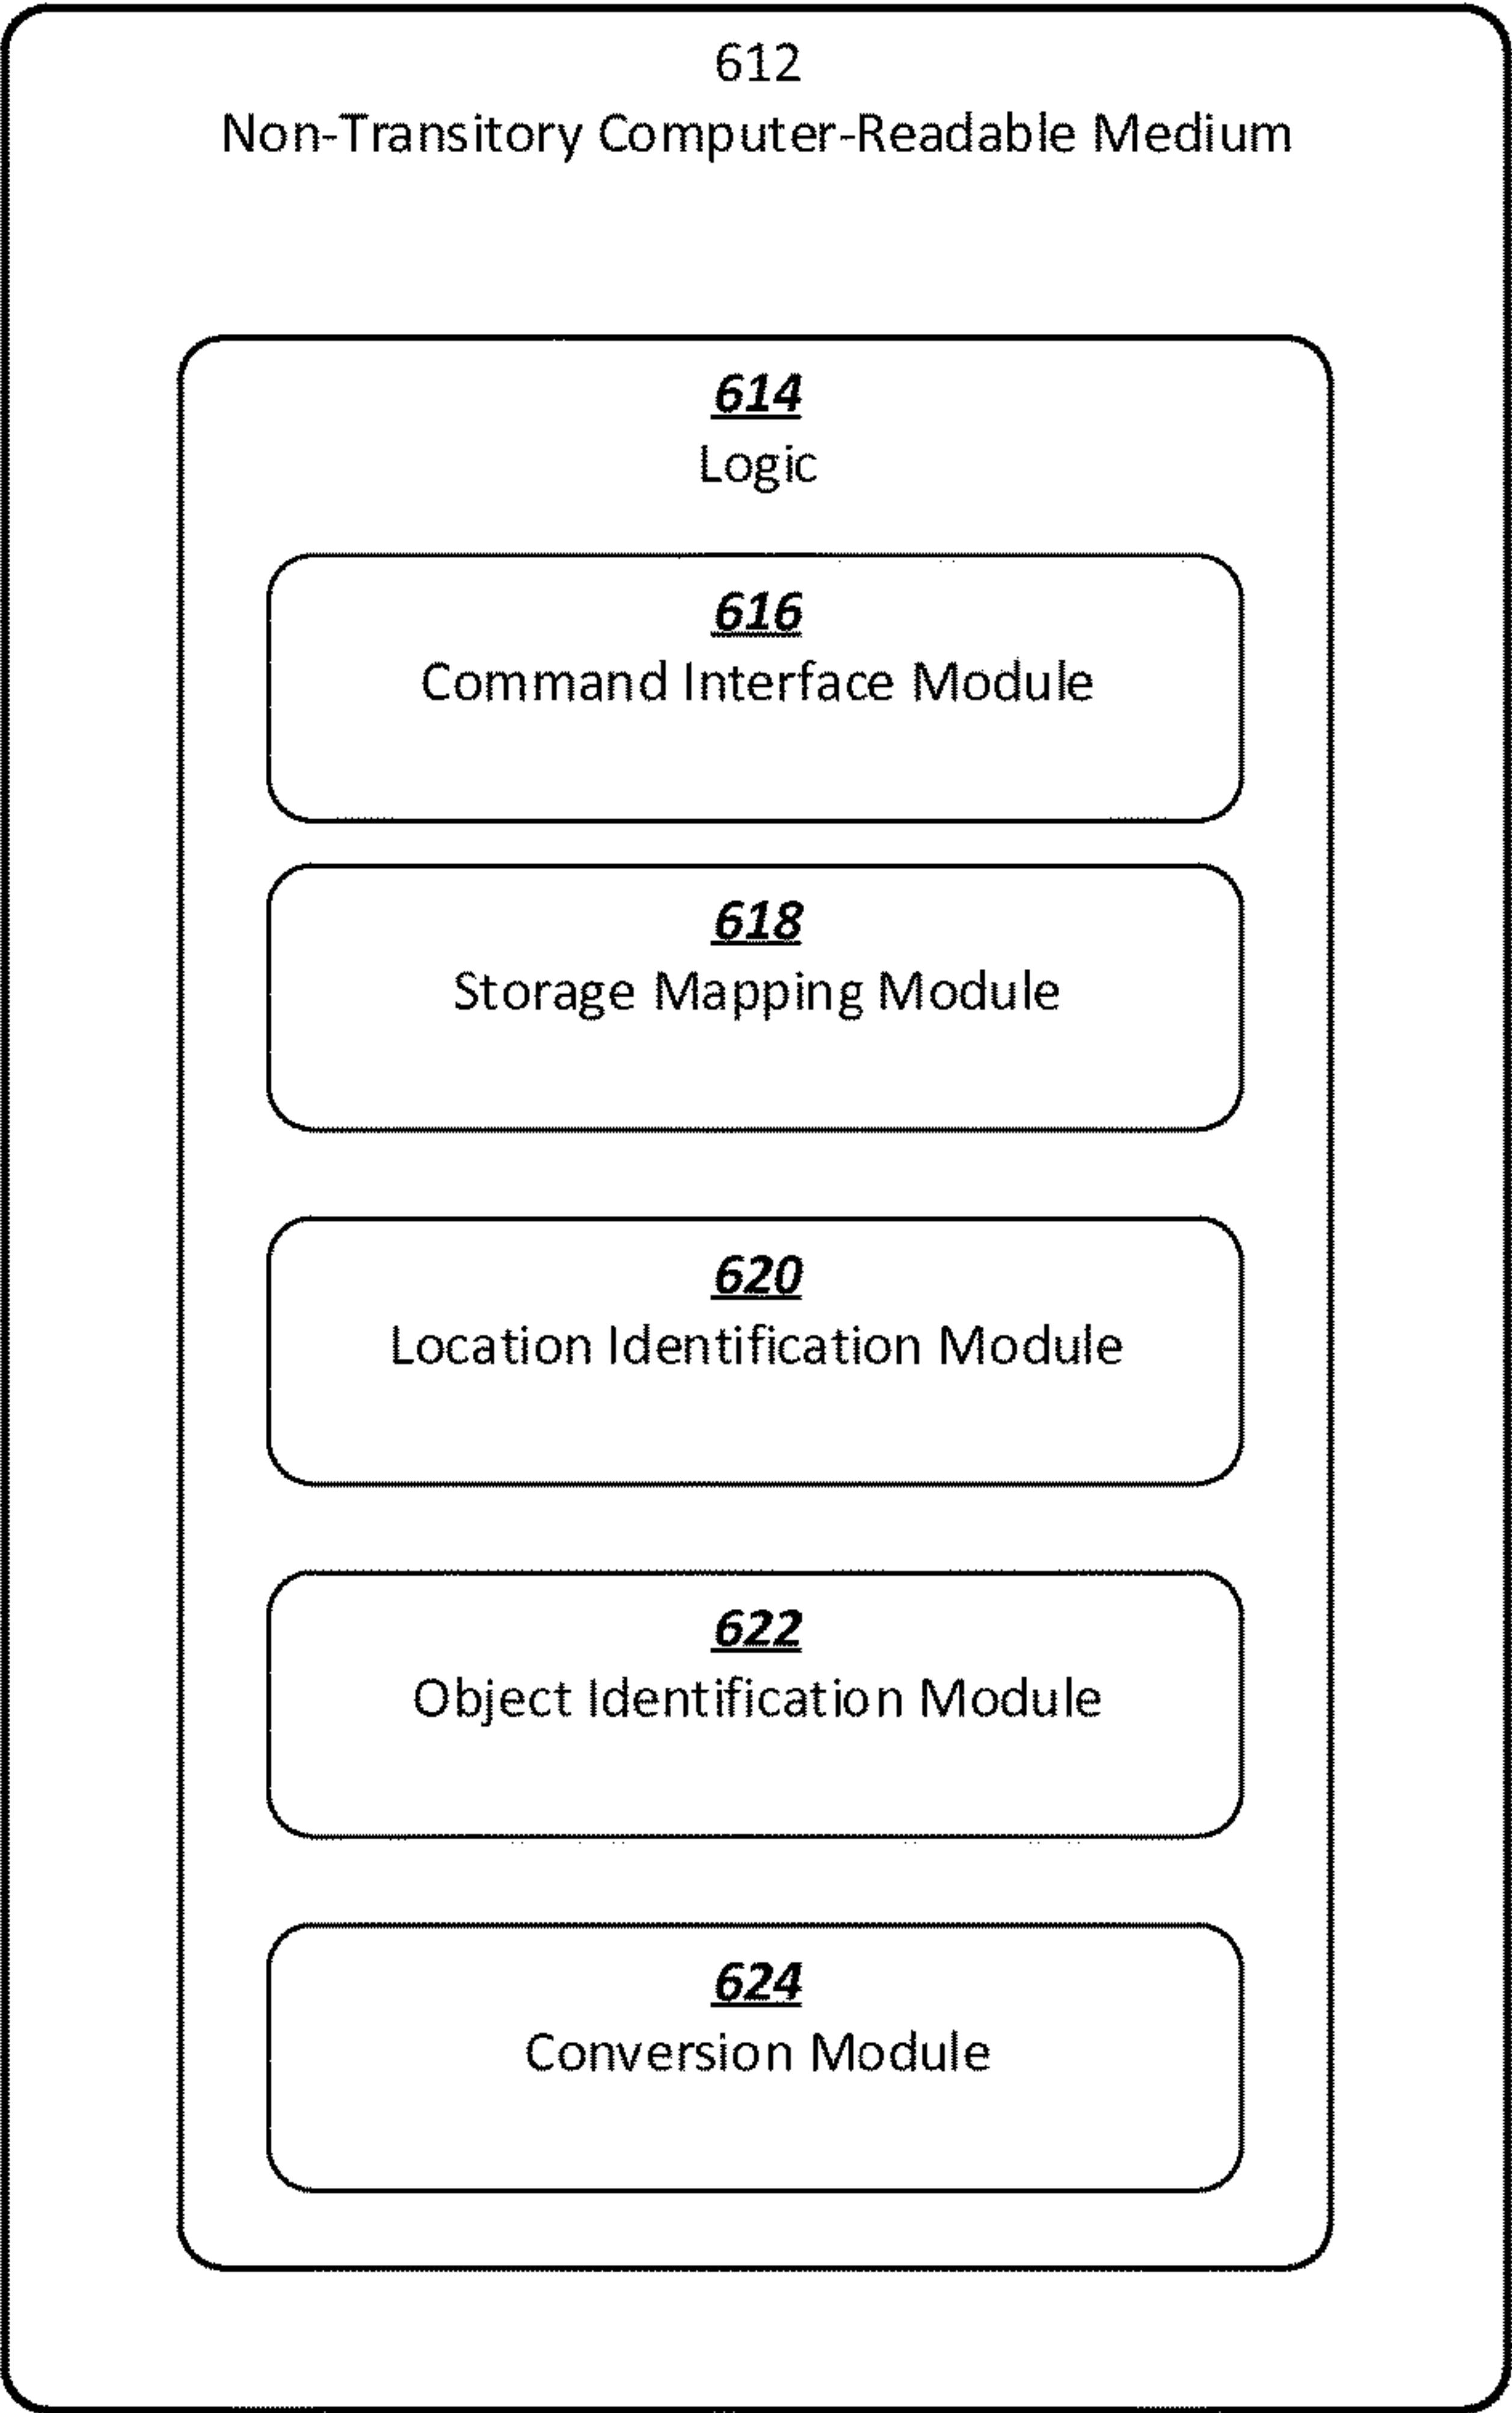 612
Non-Transitory Computer-Readable Medium
614
Logic
616
Command Interface Module
618
Storage Mapping Module
620
Location Identification Module
622
Object Identification Module
624
Conversion Module